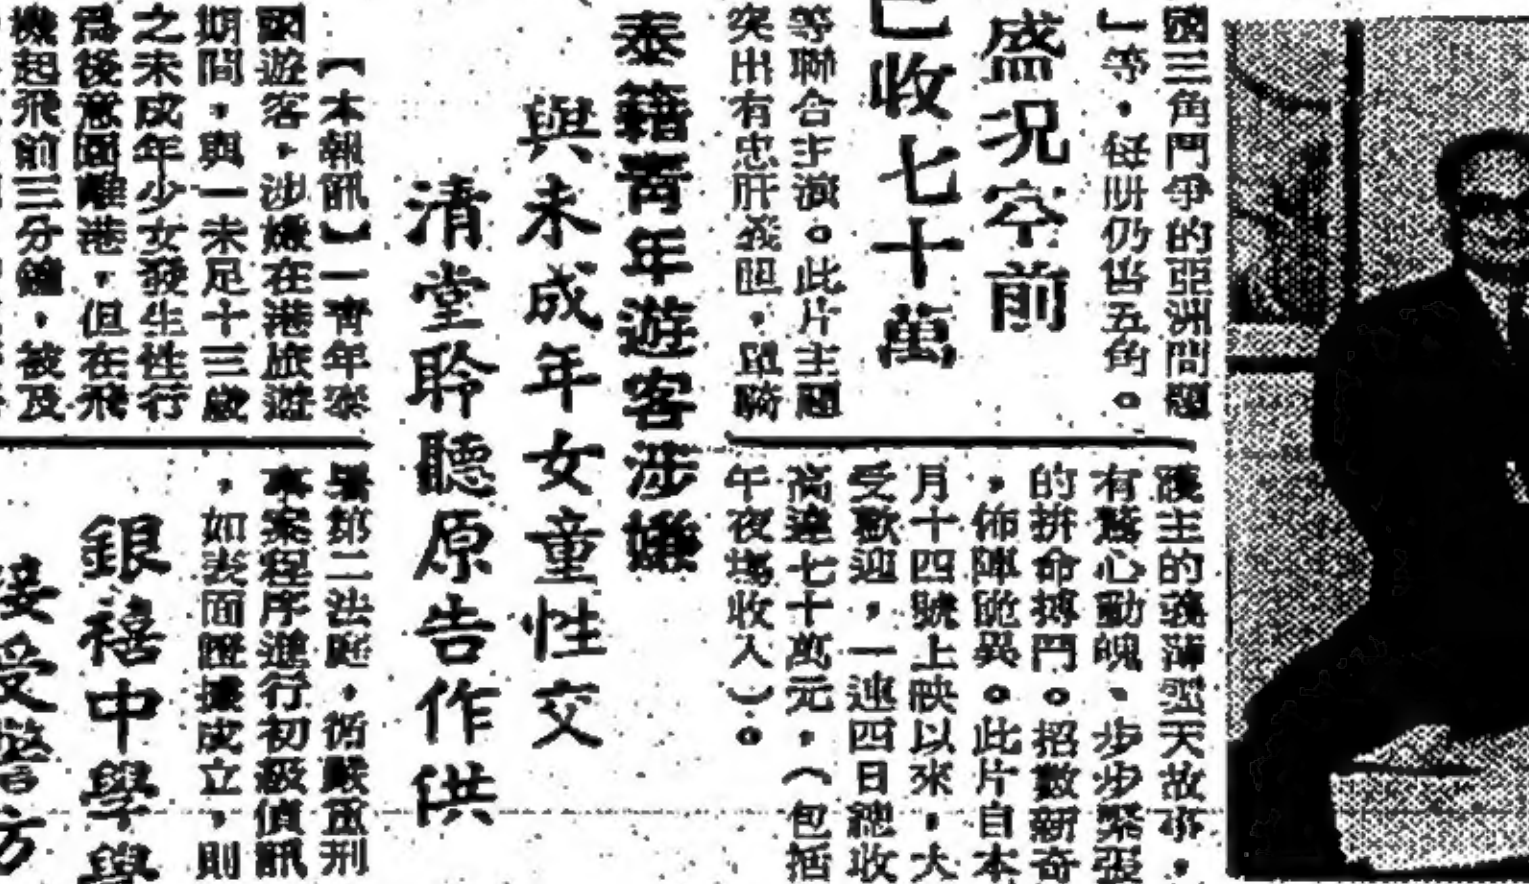 國三角鬥爭的亞洲問題
」等，每册仍售五角。
盛況空前
已收七十萬
等聯合主演。此片主題
突出有忠肝義胆，單騎
護主的義薄雲天故事，
有驚心動魄、步步緊張
的拼命搏鬥。招數新奇
，佈陣詭異。此片自本
月十四號上映以來，大
受歡迎，一連四日總收
高達七十萬元，（包括
午夜場收入）。
泰籍青年遊客涉嫌
與未成年女童性交
清堂聆聽原告作供
【本報訊】一青年泰
國遊客，涉嫌在港旅遊
期間，與一未足十三歲
之未成年少女發生性行
爲後意圖離港，但在飛
機起飛前三分鐘，被及
署第二法庭，循嚴重刑
事案程序進行初級偵訊
，如表面證據成立，則
銀禧中學學
接受警方